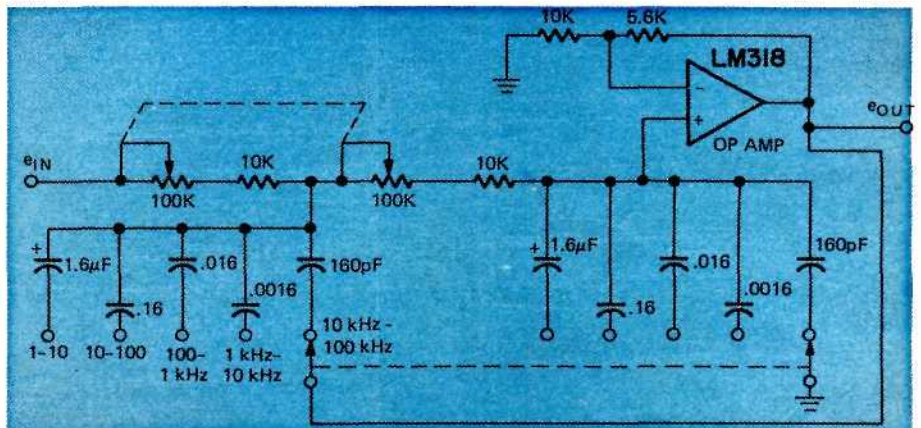 10K
5.6K
LM318
−
+
OP AMP
eOUT
eIN
100K
10K
100K
10K
+
1.6µF
.16
.016
.0016
160pF
+
1.6µF
.16
.016
.0016
160pF
1-10
10-100
100-
1 kHz
1 kHz-
10 kHz
10 kHz -
100 kHz